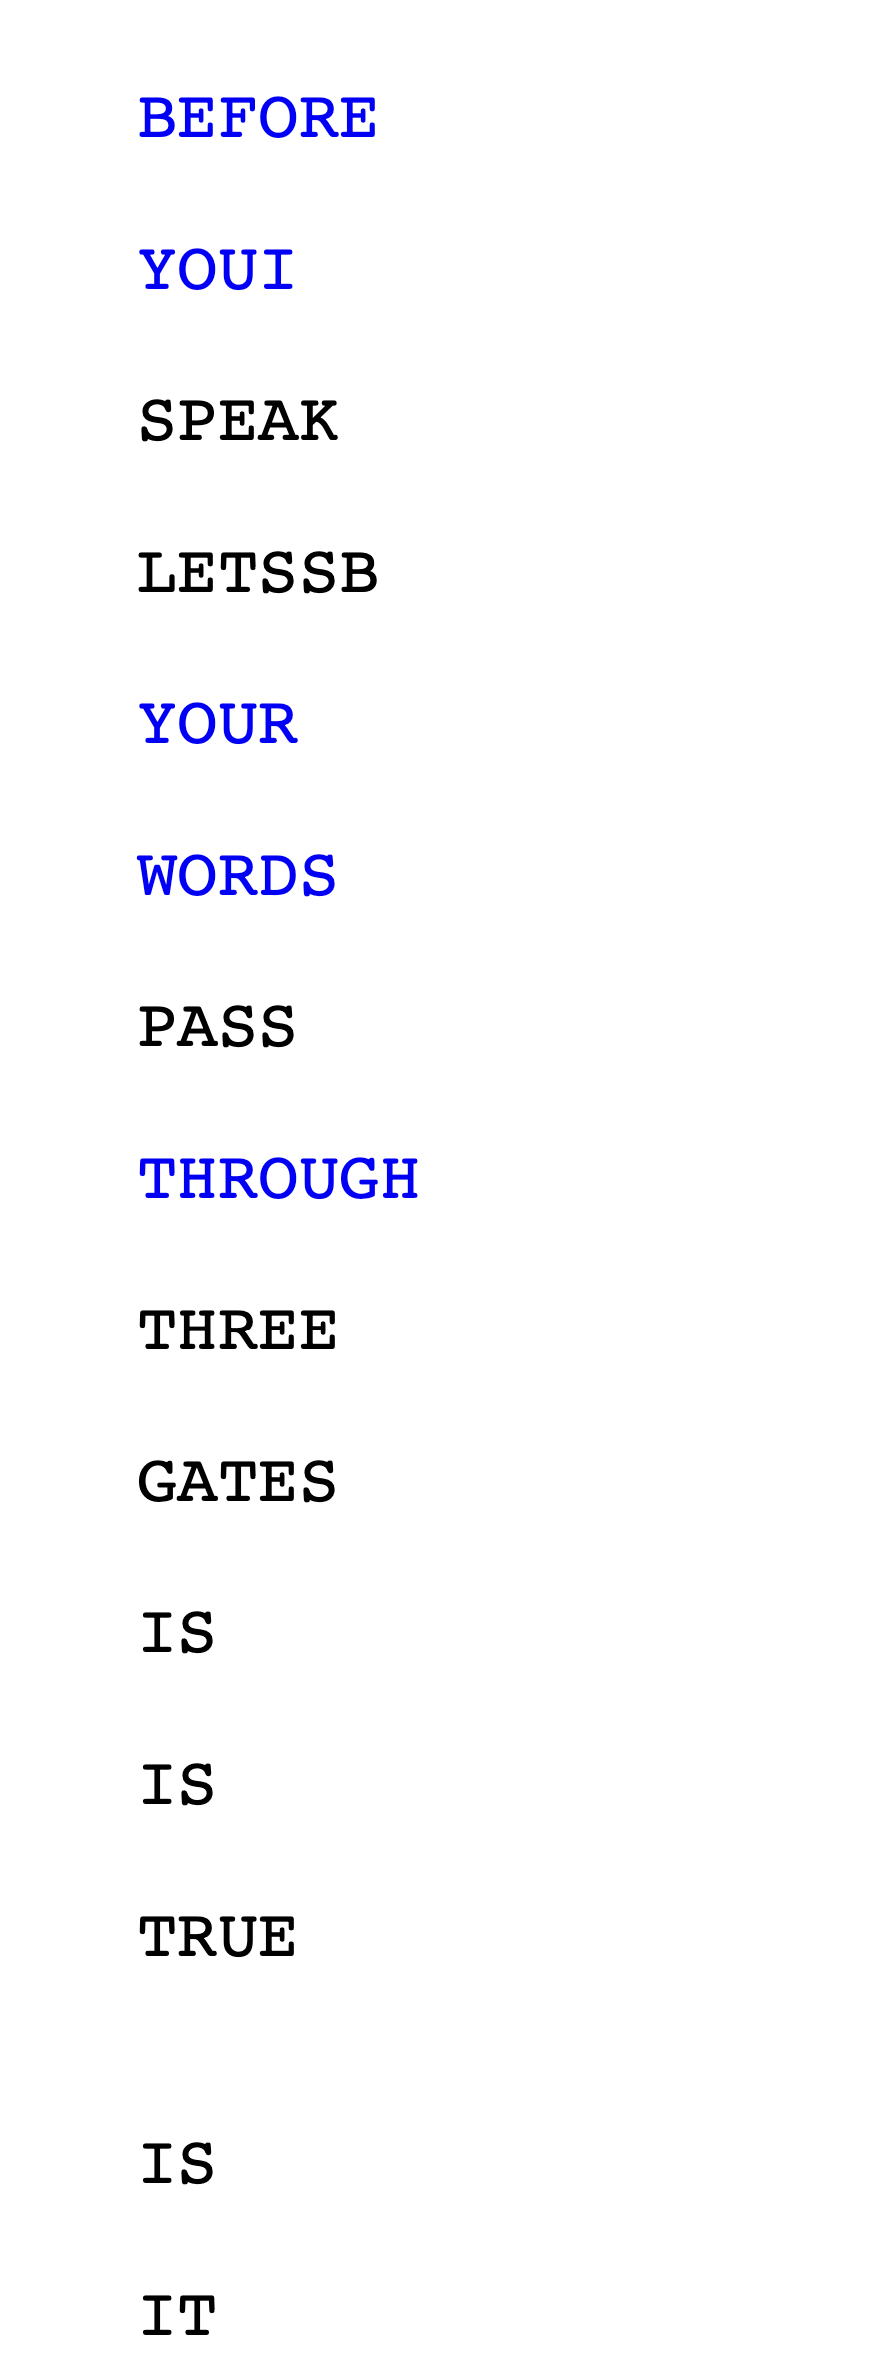 BEFORE
YOUI
SPEAK
LETSSB
YOUR
WORDS
PASS
THROUGH
THREE
GATES
IS
IS
TRUE
IS
IT